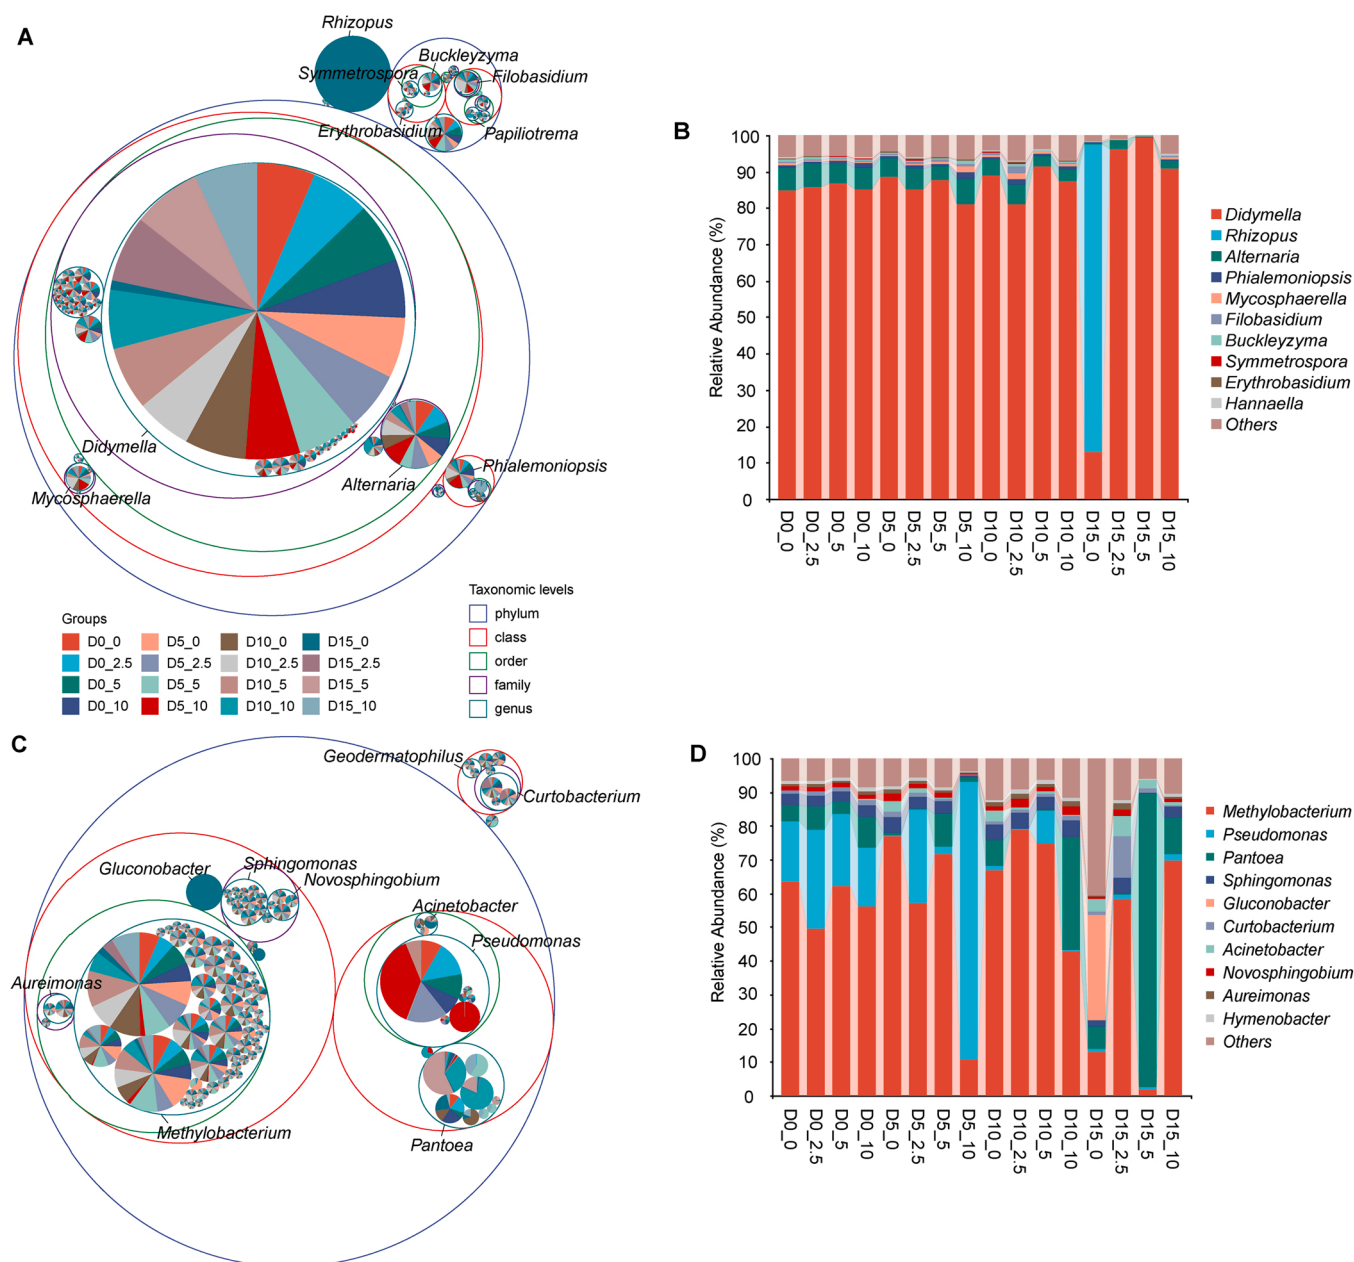 A
Rhizopus
Buckleyzyma
Symmetrospora
Filobasidium
Erythrobasidium
Papiliotrema
Didymella
Mycosphaerella
Alternaria
Phialemoniopsis
Groups
D0_0
D5_0
D10_0
D15_0
D0_2.5
D5_2.5
D10_2.5
D15_2.5
D0_5
D5_5
D10_5
D15_5
D0_10
D5_10
D10_10
D15_10
Taxonomic levels
phylum
class
order
family
genus
B
Relative Abundance (%)
100
90
80
70
60
50
40
30
20
10
0
D0_0
D0_2.5
D0_5
D0_10
D5_0
D5_2.5
D5_5
D5_10
D10_0
D10_2.5
D10_5
D10_10
D15_0
D15_2.5
D15_5
D15_10
Didymella
Rhizopus
Alternaria
Phialemoniopsis
Mycosphaerella
Filobasidium
Buckleyzyma
Symmetrospora
Erythrobasidium
Hannaella
Others
C
Geodermatophilus
Curtobacterium
Gluconobacter
Sphingomonas
Novosphingobium
Acinetobacter
Pseudomonas
Aureimonas
Methylobacterium
Pantoea
D
Relative Abundance (%)
100
90
80
70
60
50
40
30
20
10
0
D0_0
D0_2.5
D0_5
D0_10
D5_0
D5_2.5
D5_5
D5_10
D10_0
D10_2.5
D10_5
D10_10
D15_0
D15_2.5
D15_5
D15_10
Methylobacterium
Pseudomonas
Pantoea
Sphingomonas
Gluconobacter
Curtobacterium
Acinetobacter
Novosphingobium
Aureimonas
Hymenobacter
Others